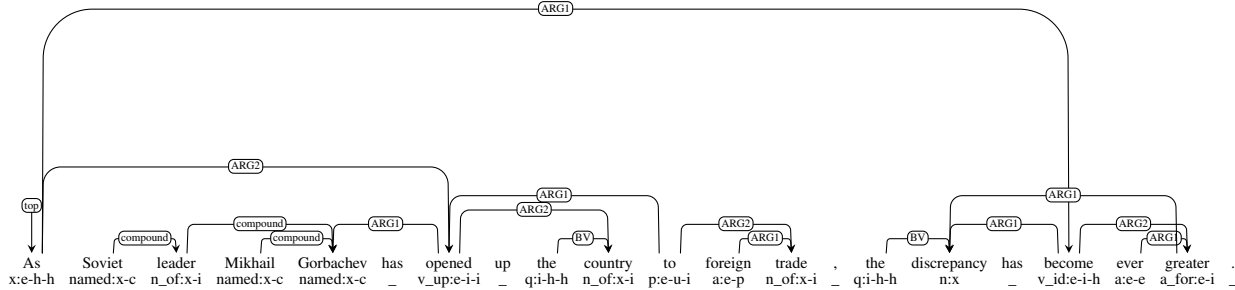 ARG1
ARG2
top
ARG1
ARG1
ARG2
compound
ARG1
ARG2
ARG1
ARG2
compound
compound
BV
ARG1
BV
ARG1
As Soviet leader Mikhail Gorbachev has opened up the country to foreign trade , the discrepancy has become ever greater .
x:e-h-h named:x-c n_of:x-i named:x-c named:x-c _ v_up:e-i-i _ q:i-h-h n_of:x-i p:e-u-i a:e-p n_of:x-i _ q:i-h-h n:x _ v_id:e-i-h a:e-e a_for:e-i _